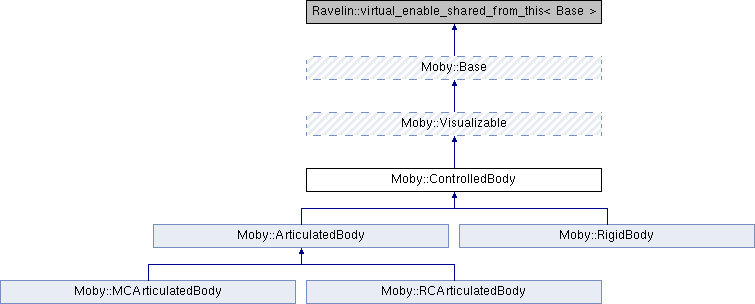 Ravelin::virtual_enable_shared_from_this< Base >
Moby::Base
Moby::Visualizable
Moby::ControlledBody
Moby::ArticulatedBody
Moby::RigidBody
Moby::MCArticulatedBody
Moby::RCArticulatedBody